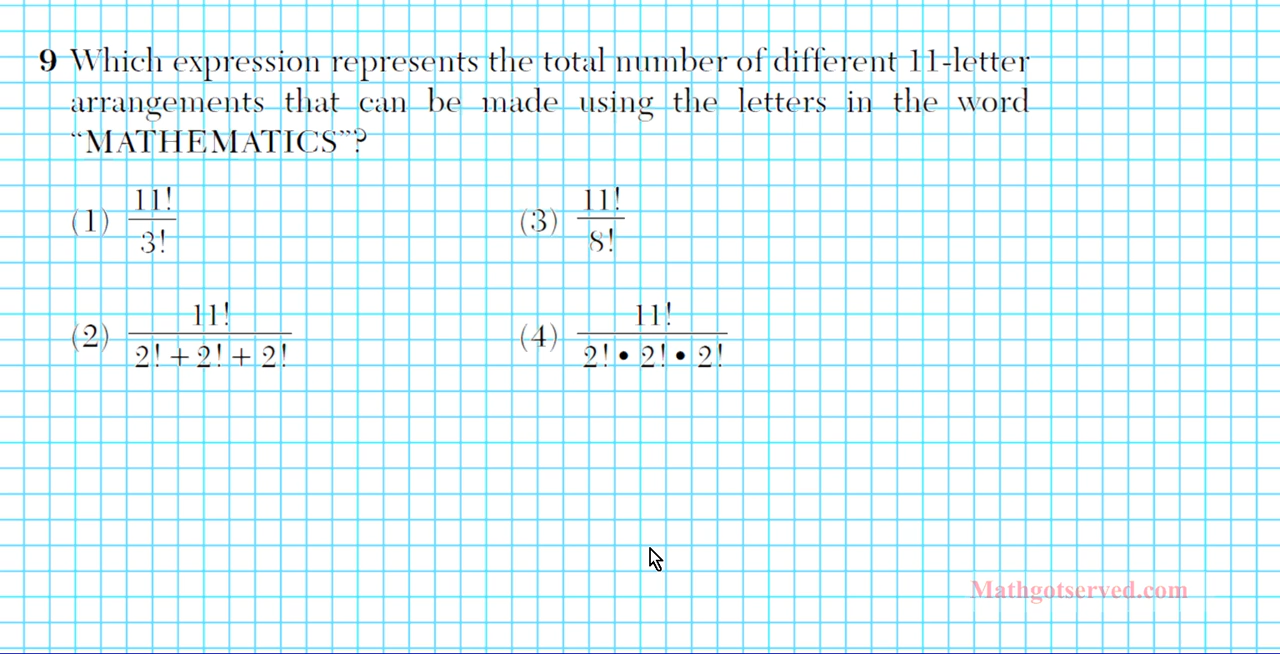 9 Which expression represents the total number of different 11-letter
arrangements that can be made using the letters in the word
“MATHEMATICS”?
(1) 11!/3! (3) 11!/8!
(2) 11!/(2! + 2! + 2!) (4) 11!/(2! • 2! • 2!)
Mathgotserved.com